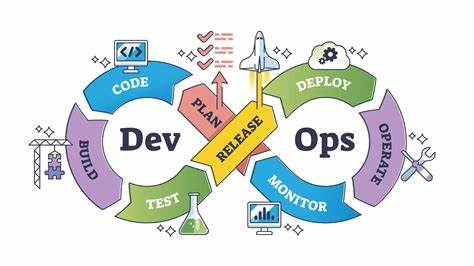 CODE
PLAN
BUILD
Dev
TEST
RELEASE
DEPLOY
OPERATE
Ops
MONITOR